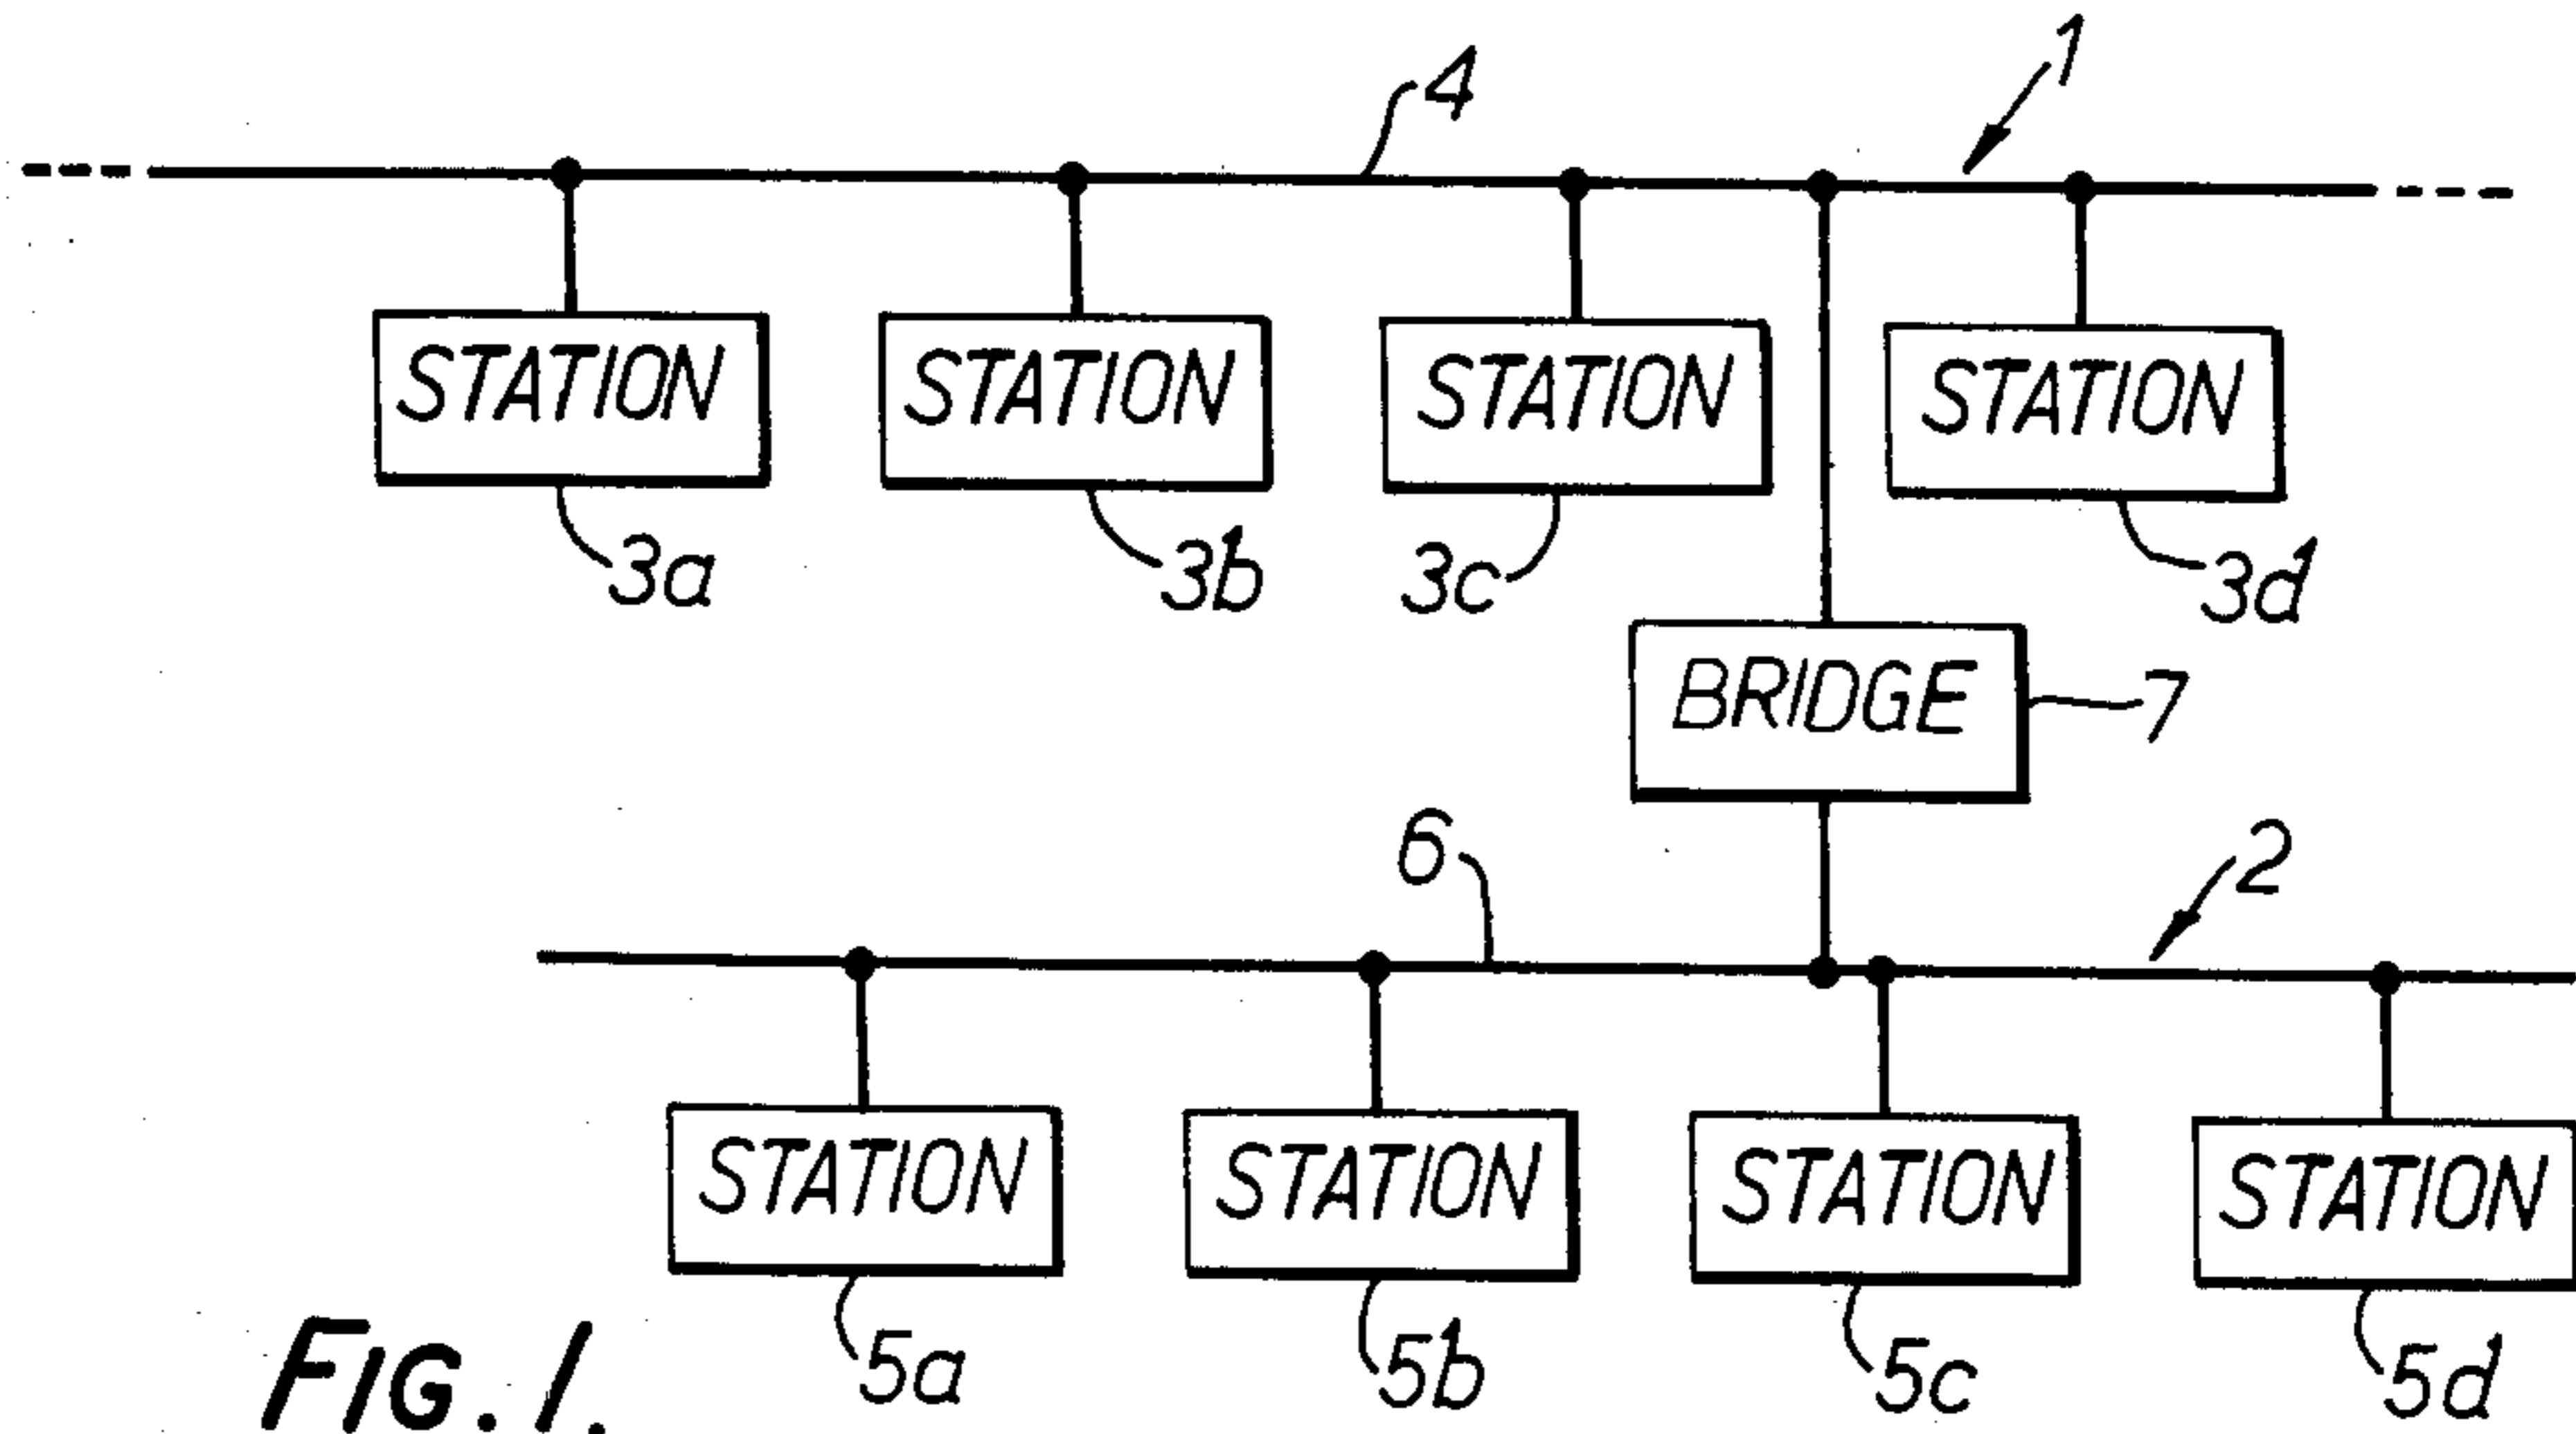 1
4
STATION STATION STATION STATION
3a 3b 3c 3d
BRIDGE 7
6 2
STATION STATION STATION STATION
5a 5b 5c 5d
FIG. 1.